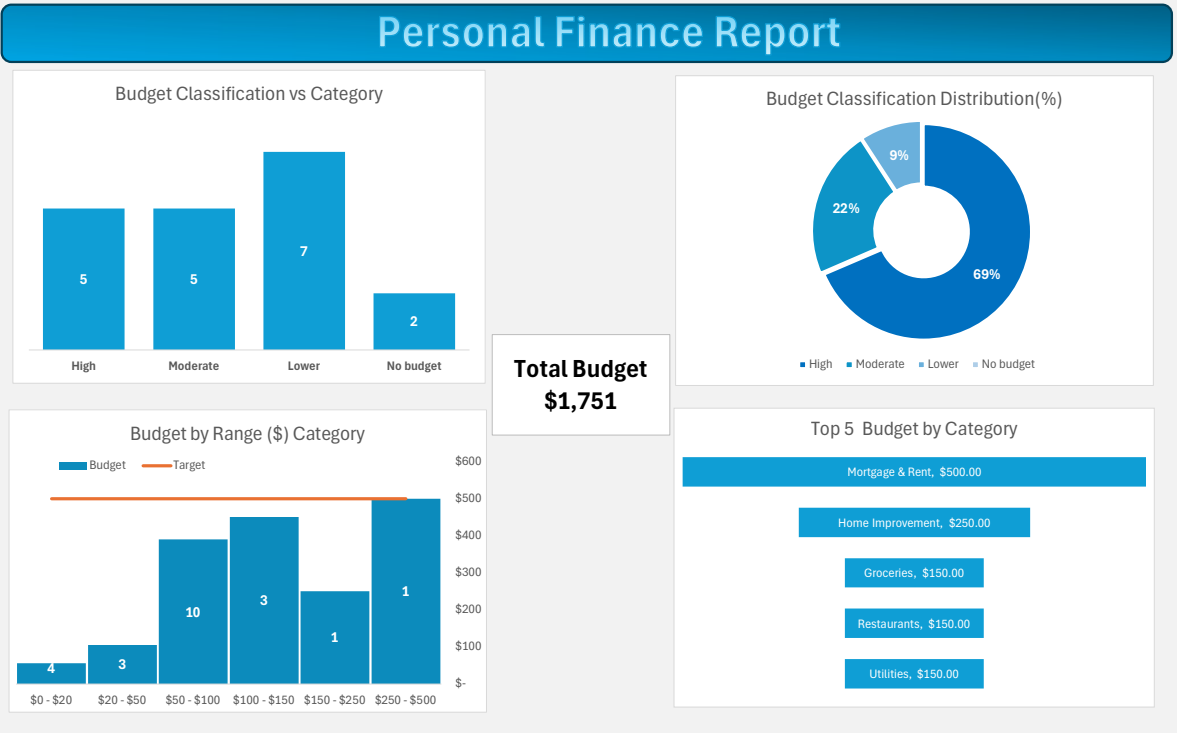 Personal Finance Report
Budget Classification vs Category
5
5
7
2
High
Moderate
Lower
No budget
Budget Classification Distribution(%)
9%
22%
69%
High
Moderate
Lower
No budget
Total Budget
$1,751
Budget by Range ($) Category
Budget
Target
$600
$500
$400
$300
$200
$100
$-
4
3
10
3
1
1
$0 - $20
$20 - $50
$50 - $100
$100 - $150
$150 - $250
$250 - $500
Top 5 Budget by Category
Mortgage & Rent, $500.00
Home Improvement, $250.00
Groceries, $150.00
Restaurants, $150.00
Utilities, $150.00